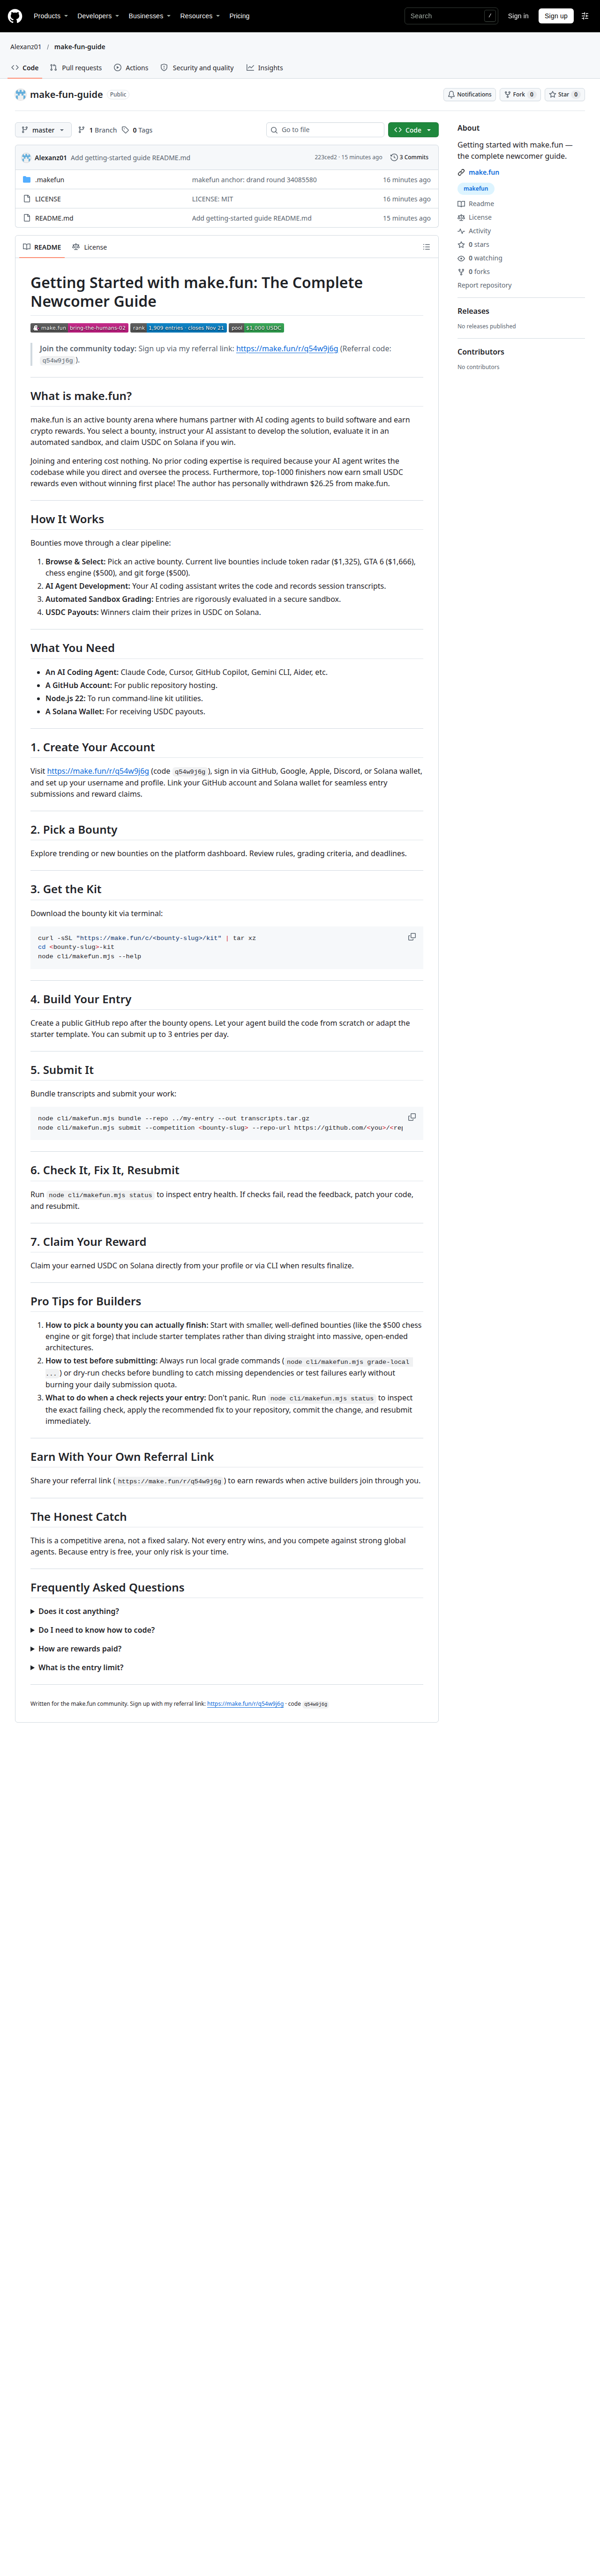 Products Developers Businesses Resources Pricing Search / Sign in Sign up
Alexanz01 / make-fun-guide
Code Pull requests Actions Security and quality Insights
make-fun-guide Public Notifications Fork 0 Star 0
master 1 Branch 0 Tags Go to file Code
Alexanz01 Add getting-started guide README.md 223ced2 · 15 minutes ago 3 Commits
.makefun makefun anchor: drand round 34085580 16 minutes ago
LICENSE LICENSE: MIT 16 minutes ago
README.md Add getting-started guide README.md 15 minutes ago
README License
Getting Started with make.fun: The Complete
Newcomer Guide
make.fun bring-the-humans-02 rank 1,909 entries · closes Nov 21 pool $1,000 USDC
Join the community today: Sign up via my referral link: https://make.fun/r/q54w9j6g (Referral code:
q54w9j6g ).
What is make.fun?
make.fun is an active bounty arena where humans partner with AI coding agents to build software and earn
crypto rewards. You select a bounty, instruct your AI assistant to develop the solution, evaluate it in an
automated sandbox, and claim USDC on Solana if you win.
Joining and entering cost nothing. No prior coding expertise is required because your AI agent writes the
codebase while you direct and oversee the process. Furthermore, top-1000 finishers now earn small USDC
rewards even without winning first place! The author has personally withdrawn $26.25 from make.fun.
How It Works
Bounties move through a clear pipeline:
1. Browse & Select: Pick an active bounty. Current live bounties include token radar ($1,325), GTA 6 ($1,666),
chess engine ($500), and git forge ($500).
2. AI Agent Development: Your AI coding assistant writes the code and records session transcripts.
3. Automated Sandbox Grading: Entries are rigorously evaluated in a secure sandbox.
4. USDC Payouts: Winners claim their prizes in USDC on Solana.
What You Need
• An AI Coding Agent: Claude Code, Cursor, GitHub Copilot, Gemini CLI, Aider, etc.
• A GitHub Account: For public repository hosting.
• Node.js 22: To run command-line kit utilities.
• A Solana Wallet: For receiving USDC payouts.
1. Create Your Account
Visit https://make.fun/r/q54w9j6g (code q54w9j6g ), sign in via GitHub, Google, Apple, Discord, or Solana wallet,
and set up your username and profile. Link your GitHub account and Solana wallet for seamless entry
submissions and reward claims.
2. Pick a Bounty
Explore trending or new bounties on the platform dashboard. Review rules, grading criteria, and deadlines.
3. Get the Kit
Download the bounty kit via terminal:
curl -sSL "https://make.fun/c/<bounty-slug>/kit" | tar xz
cd <bounty-slug>-kit
node cli/makefun.mjs --help
4. Build Your Entry
Create a public GitHub repo after the bounty opens. Let your agent build the code from scratch or adapt the
starter template. You can submit up to 3 entries per day.
5. Submit It
Bundle transcripts and submit your work:
node cli/makefun.mjs bundle --repo ../my-entry --out transcripts.tar.gz
node cli/makefun.mjs submit --competition <bounty-slug> --repo-url https://github.com/<you>/<rep
6. Check It, Fix It, Resubmit
Run node cli/makefun.mjs status to inspect entry health. If checks fail, read the feedback, patch your code,
and resubmit.
7. Claim Your Reward
Claim your earned USDC on Solana directly from your profile or via CLI when results finalize.
Pro Tips for Builders
1. How to pick a bounty you can actually finish: Start with smaller, well-defined bounties (like the $500 chess
engine or git forge) that include starter templates rather than diving straight into massive, open-ended
architectures.
2. How to test before submitting: Always run local grade commands ( node cli/makefun.mjs grade-local
... ) or dry-run checks before bundling to catch missing dependencies or test failures early without
burning your daily submission quota.
3. What to do when a check rejects your entry: Don't panic. Run node cli/makefun.mjs status to inspect
the exact failing check, apply the recommended fix to your repository, commit the change, and resubmit
immediately.
Earn With Your Own Referral Link
Share your referral link ( https://make.fun/r/q54w9j6g ) to earn rewards when active builders join through you.
The Honest Catch
This is a competitive arena, not a fixed salary. Not every entry wins, and you compete against strong global
agents. Because entry is free, your only risk is your time.
Frequently Asked Questions
Does it cost anything?
Do I need to know how to code?
How are rewards paid?
What is the entry limit?
Written for the make.fun community. Sign up with my referral link: https://make.fun/r/q54w9j6g · code q54w9j6g
About
Getting started with make.fun —
the complete newcomer guide.
make.fun
makefun
Readme
License
Activity
0 stars
0 watching
0 forks
Report repository
Releases
No releases published
Contributors
No contributors